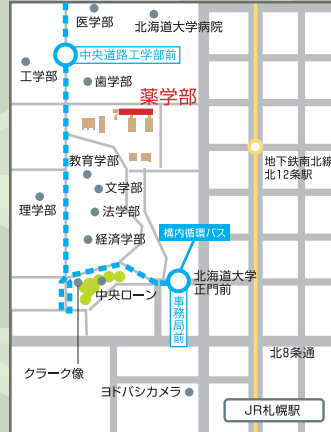 医学部
北海道大学病院
中央道路工学部前
工学部
歯学部
薬学部
教育学部
地下鉄南北線
北12条駅
文学部
理学部
法学部
構内循環バス
経済学部
北海道大学
正門前
中央ローン
事務局前
北8条通
クラーク像
ヨドバシカメラ
JR札幌駅